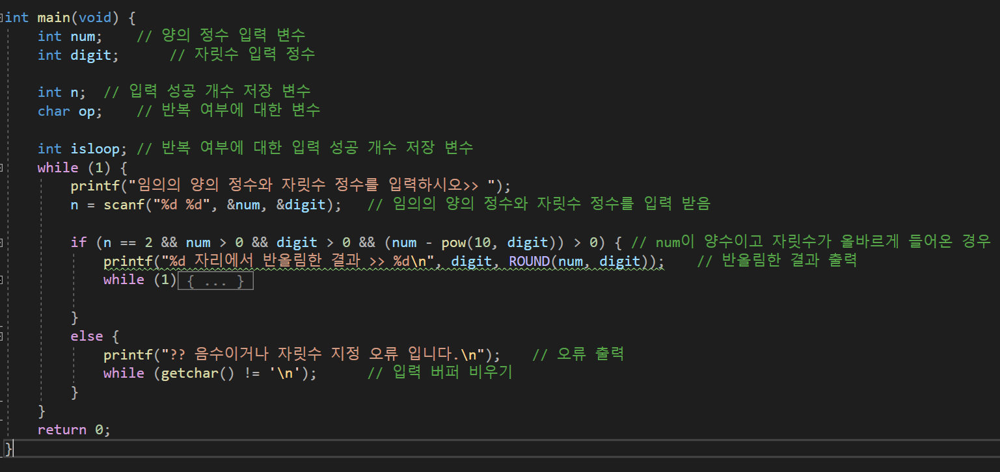 int main(void) {
int num;    // 양의 정수 입력 변수
int digit;      // 자릿수 입력 정수
int n;  // 입력 성공 개수 저장 변수
char op;    // 반복 여부에 대한 변수
int isloop; // 반복 여부에 대한 입력 성공 개수 저장 변수
while (1) {
printf("임의의 양의 정수와 자릿수 정수를 입력하시오>> ");
n = scanf("%d %d", &num, &digit);   // 임의의 양의 정수와 자릿수 정수를 입력 받음
if (n == 2 && num > 0 && digit > 0 && (num - pow(10, digit)) > 0) { // num이 양수이고 자릿수가 올바르게 들어온 경우
printf("%d 자리에서 반올림한 결과 >> %d\n", digit, ROUND(num, digit));    // 반올림한 결과 출력
while (1){ ... }
}
else {
printf("?? 음수이거나 자릿수 지정 오류 입니다.\n");    // 오류 출력
while (getchar() != '\n');      // 입력 버퍼 비우기
}
}
return 0;
}